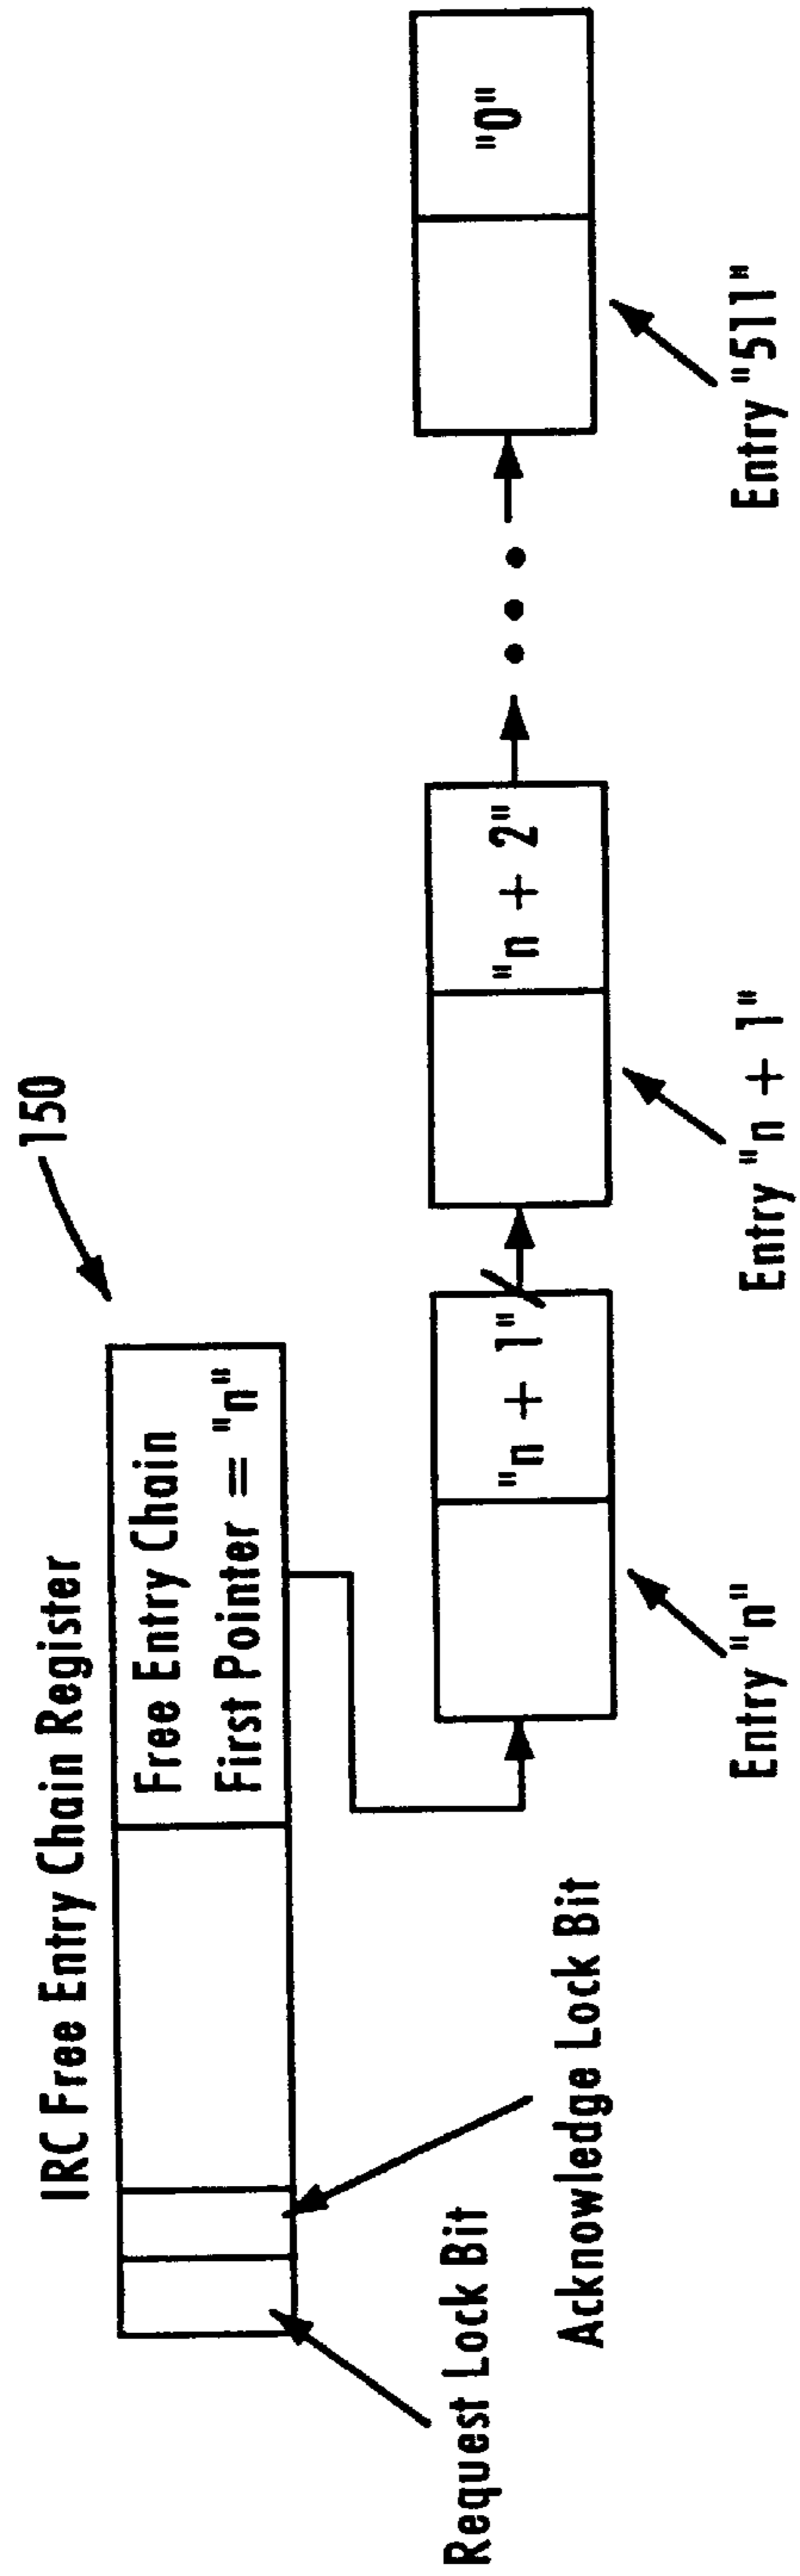 IRC Free Entry Chain Register
150
Free Entry Chain
First Pointer = "n"
Request Lock Bit
Acknowledge Lock Bit
"n + 1"
"n + 2"
"0"
Entry "n"
Entry "n + 1"
Entry "511"